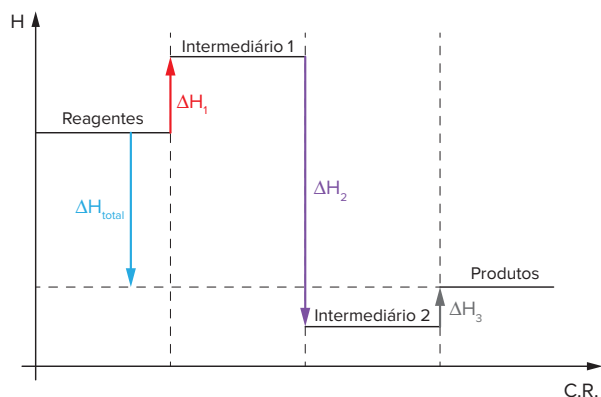 H
Intermediário 1
ΔH₁
Reagentes
ΔH₂
ΔHtotal
Produtos
Intermediário 2
ΔH₃
C.R.